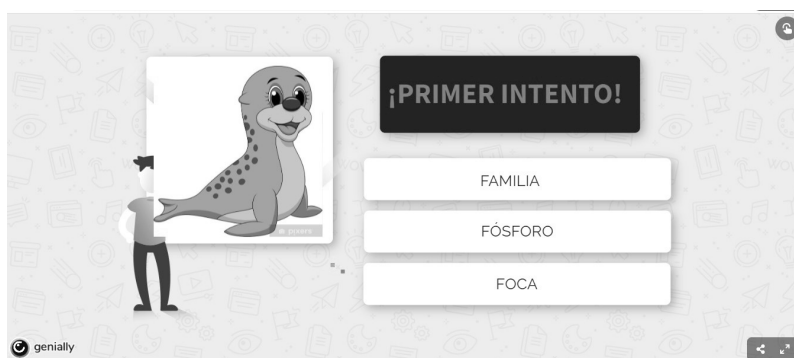 ¡PRIMER INTENTO!
FAMILIA
FÓSFORO
FOCA
genially